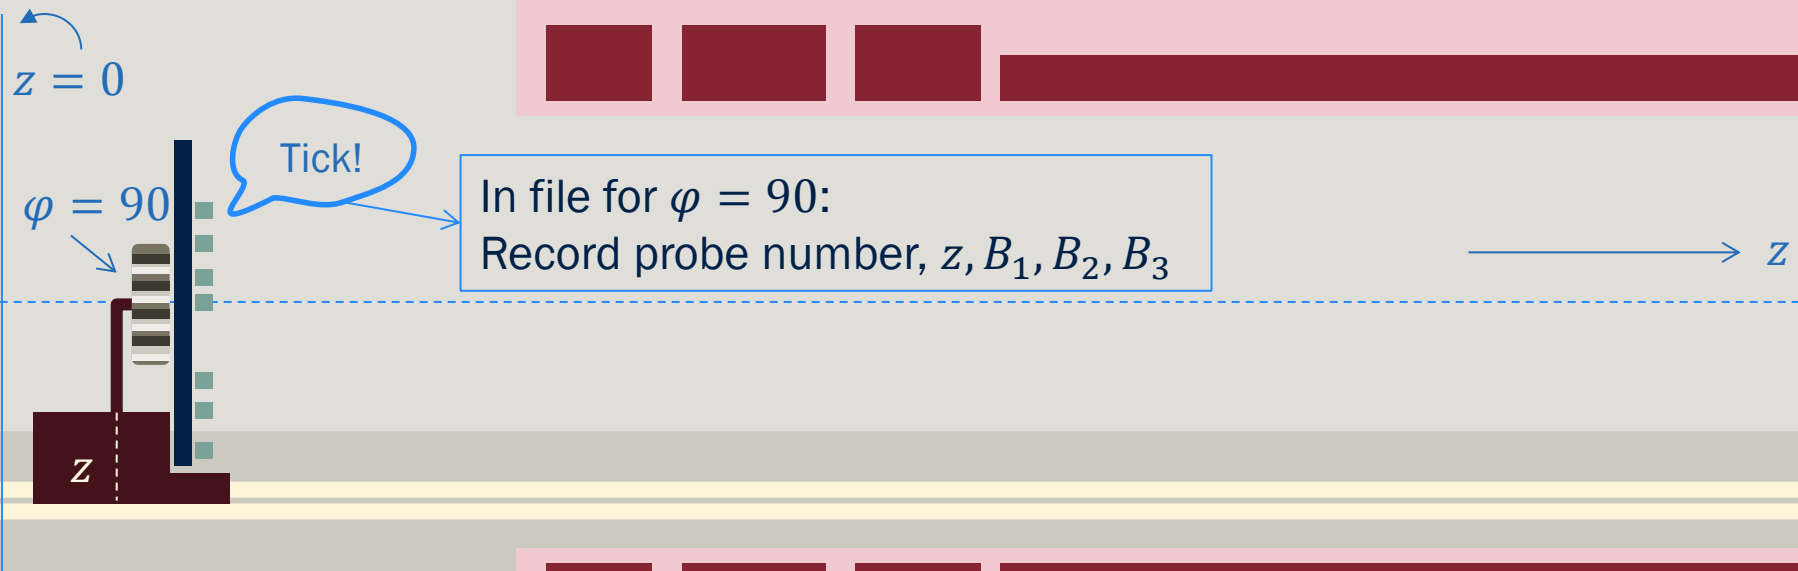 z = 0
Tick!
φ = 90
In file for φ = 90:
Record probe number, z, B₁, B₂, B₃
z
z